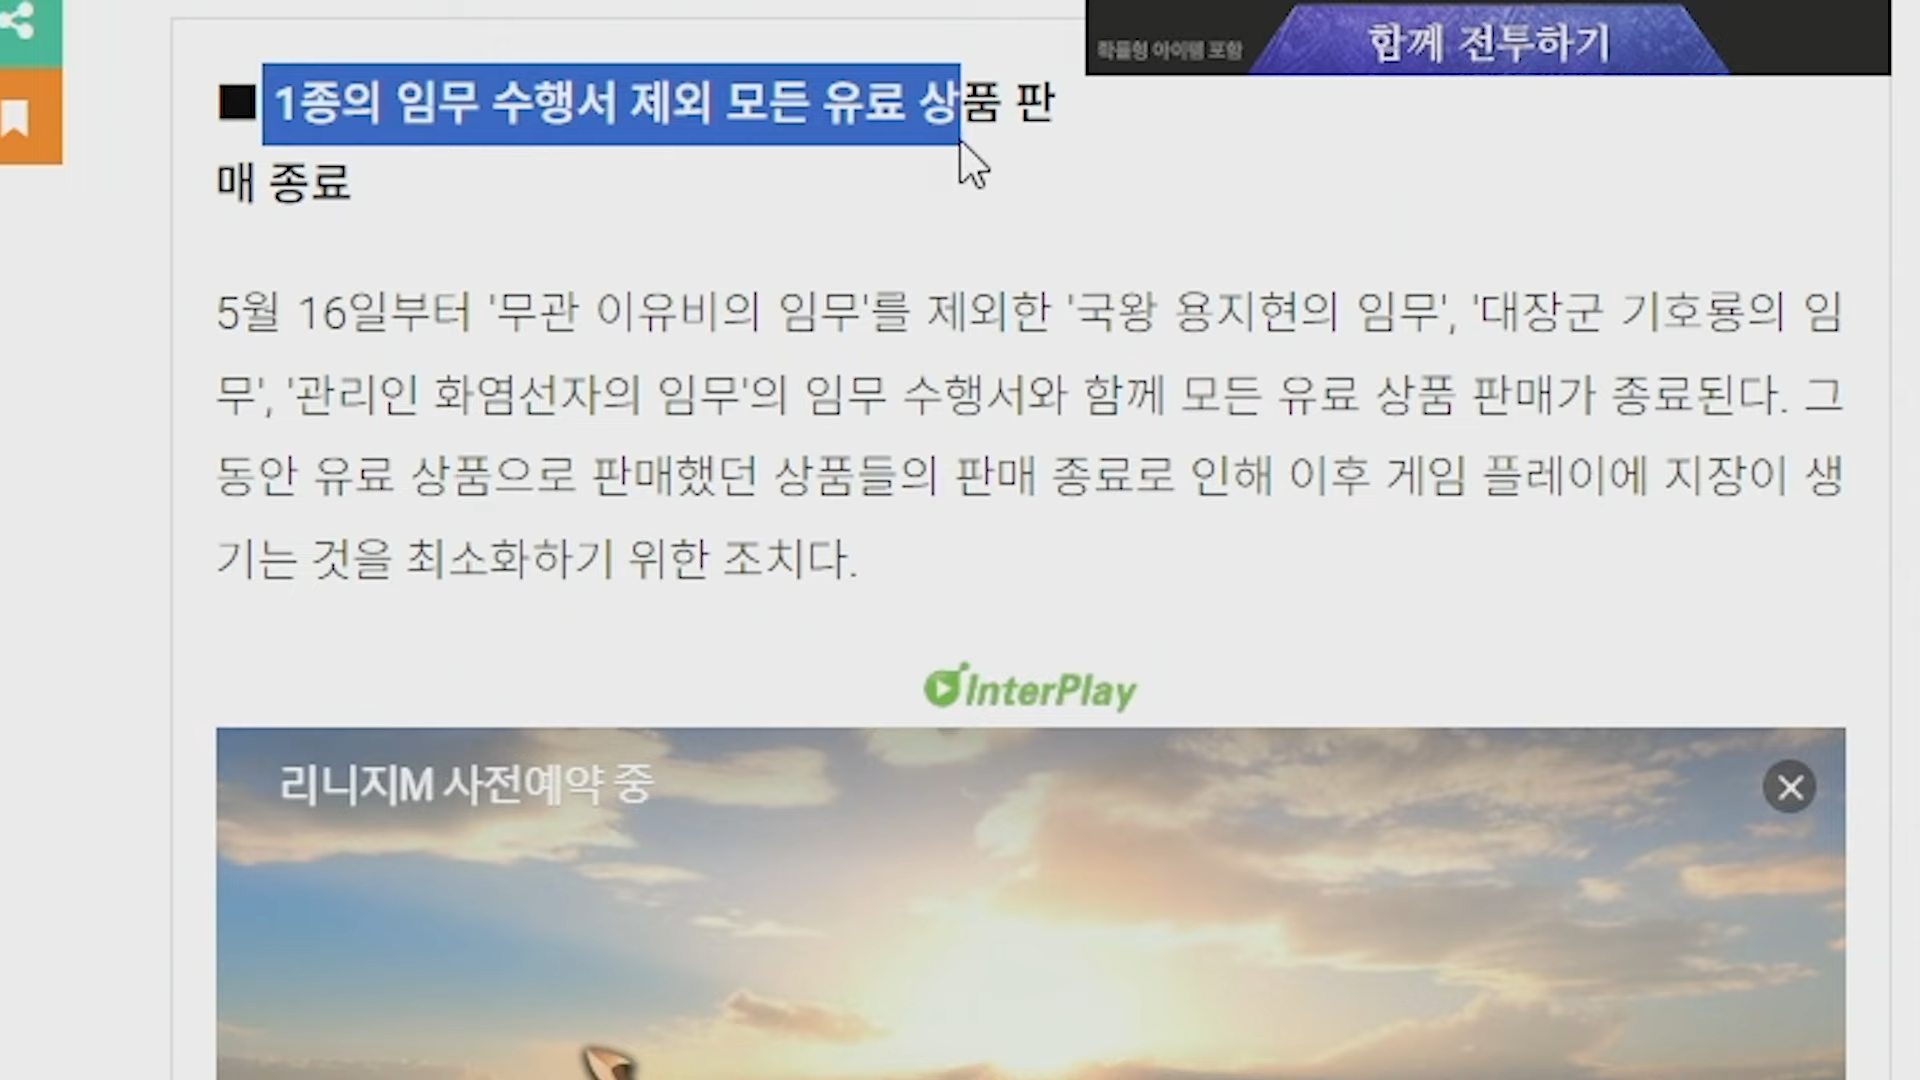 확률형 아이템 포함
함께 전투하기
■ 1종의 임무 수행서 제외 모든 유료 상품 판
매 종료
5월 16일부터 '무관 이유비의 임무'를 제외한 '국왕 용지현의 임무', '대장군 기호룡의 임
무', '관리인 화염선자의 임무'의 임무 수행서와 함께 모든 유료 상품 판매가 종료된다. 그
동안 유료 상품으로 판매했던 상품들의 판매 종료로 인해 이후 게임 플레이에 지장이 생
기는 것을 최소화하기 위한 조치다.
InterPlay
리니지M 사전예약 중